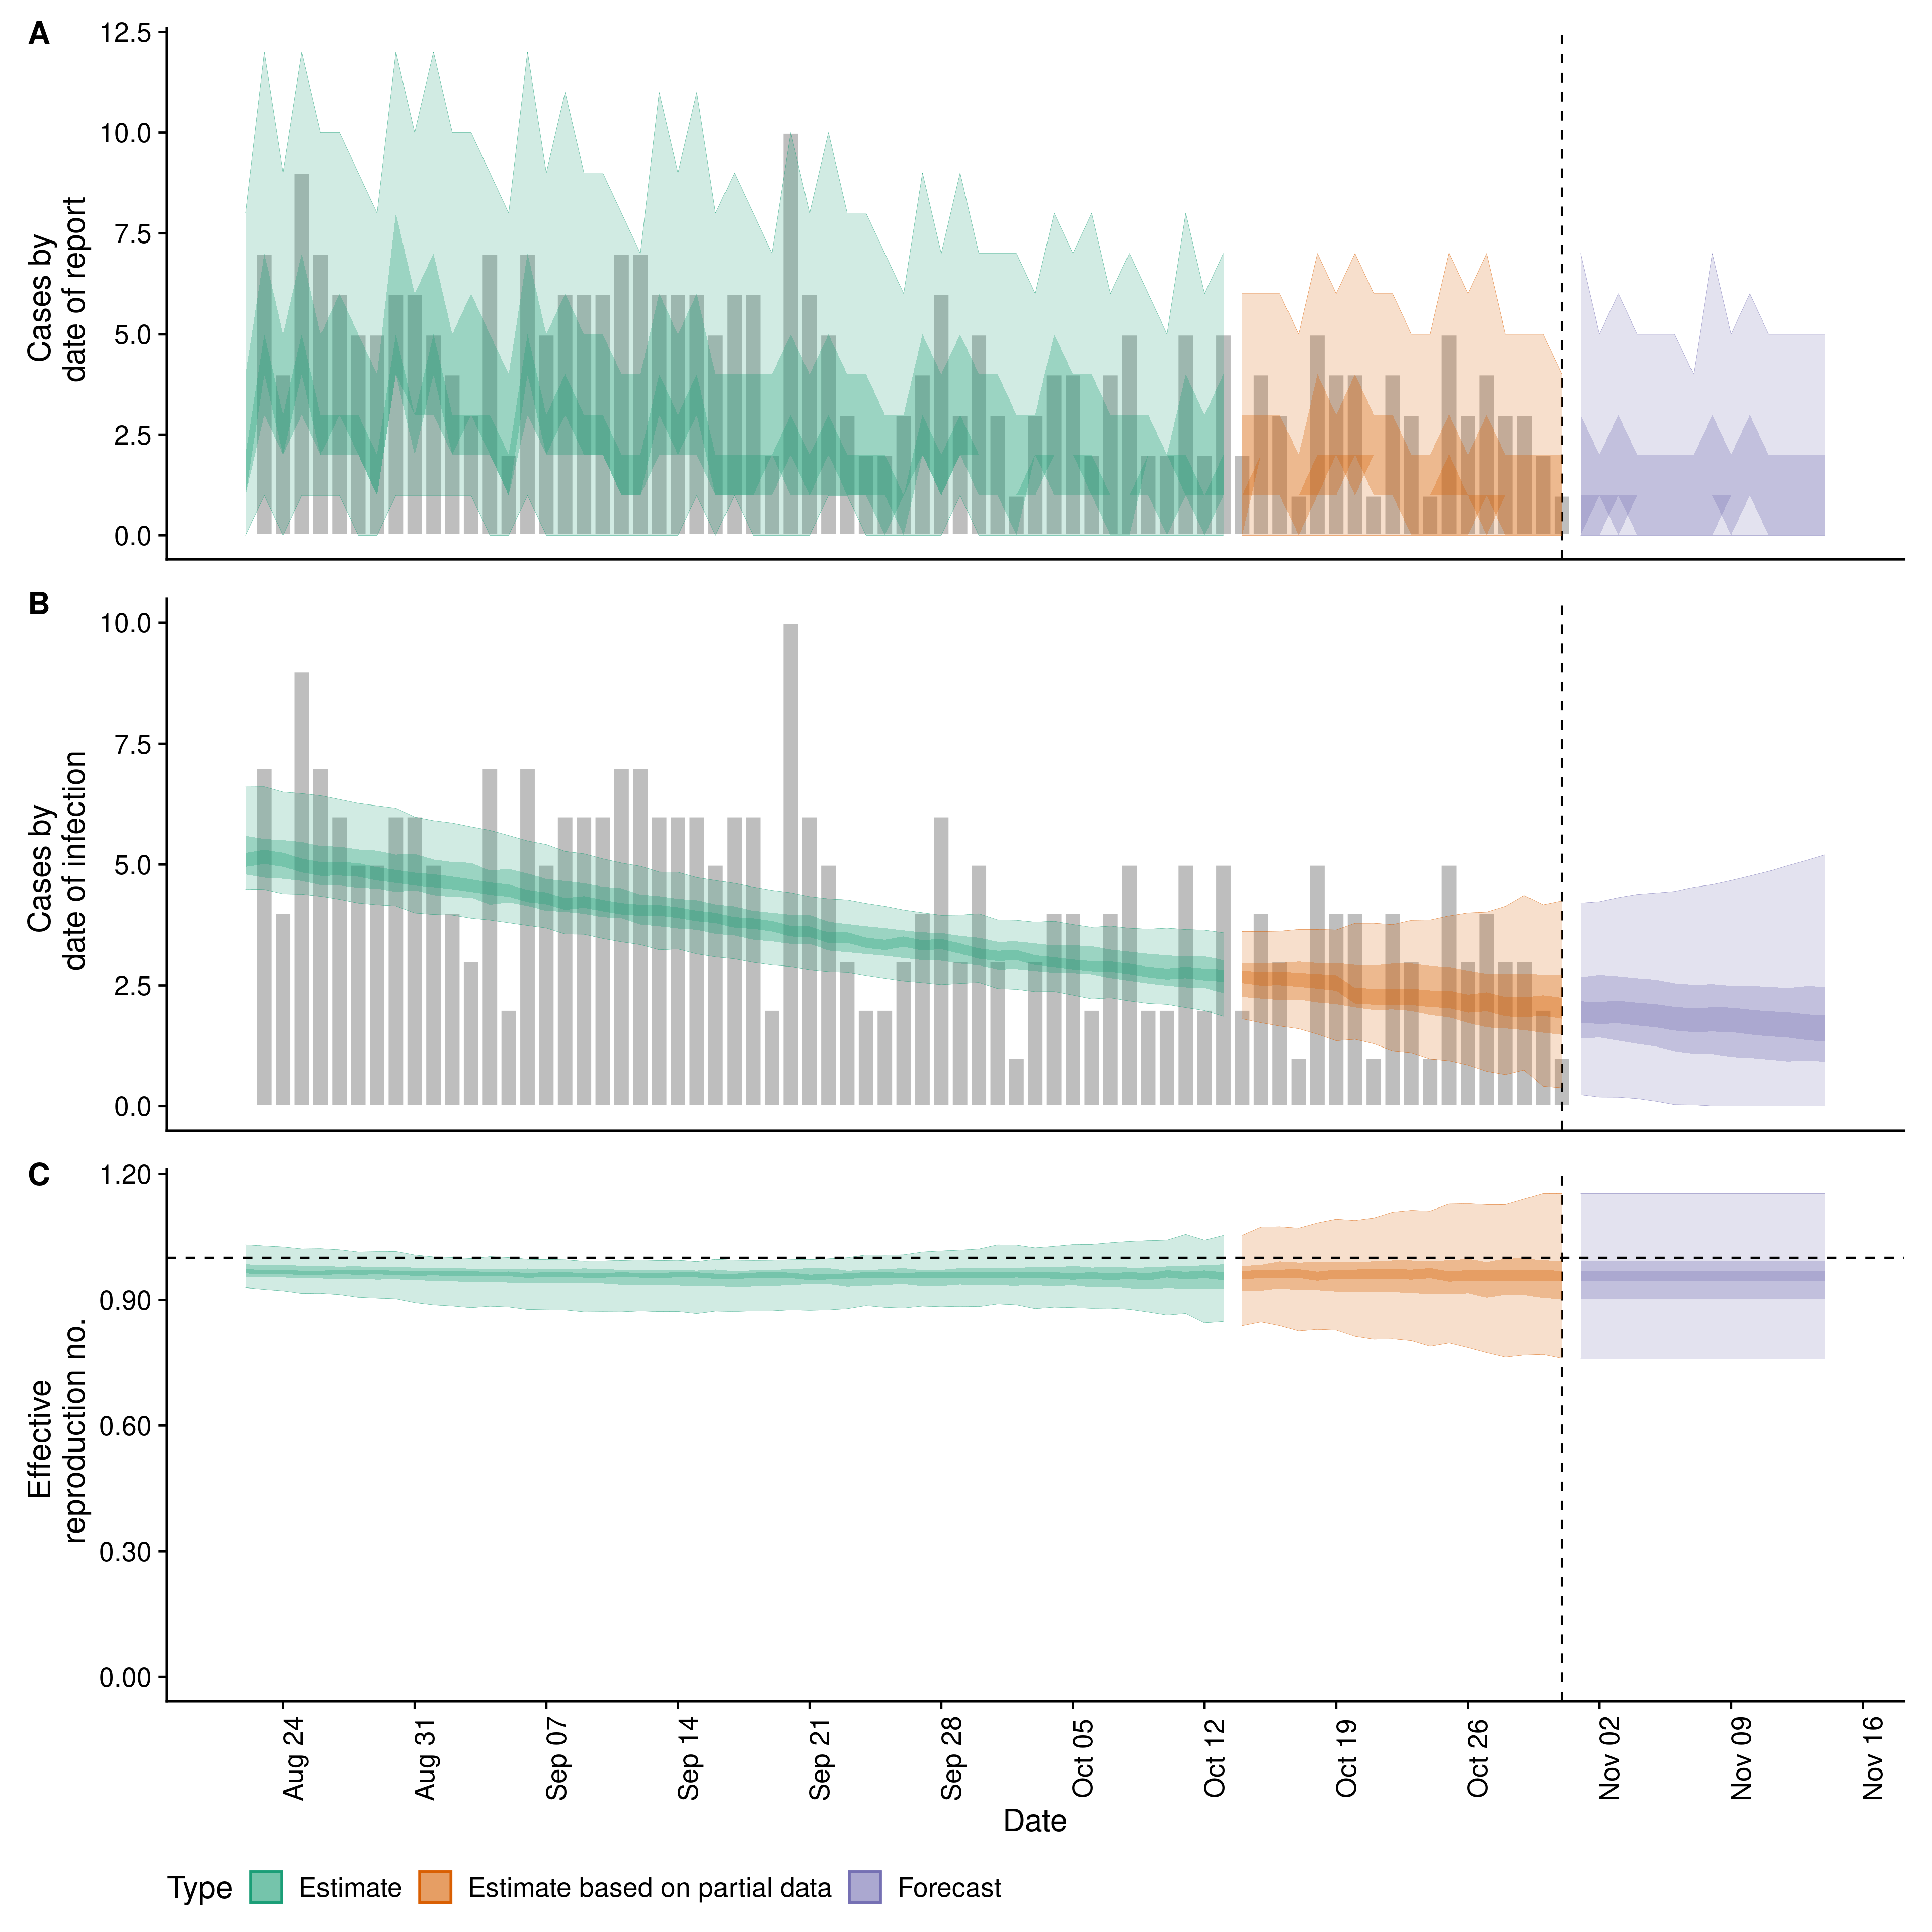 A
12.5
10.0
7.5
5.0
2.5
0.0
Cases by
date of report
B
10.0
7.5
5.0
2.5
0.0
Cases by
date of infection
C
1.20
0.90
0.60
0.30
0.00
Effective
reproduction no.
Aug 24
Aug 31
Sep 07
Sep 14
Sep 21
Sep 28
Oct 05
Oct 12
Oct 19
Oct 26
Nov 02
Nov 09
Nov 16
Date
Type
Estimate
Estimate based on partial data
Forecast